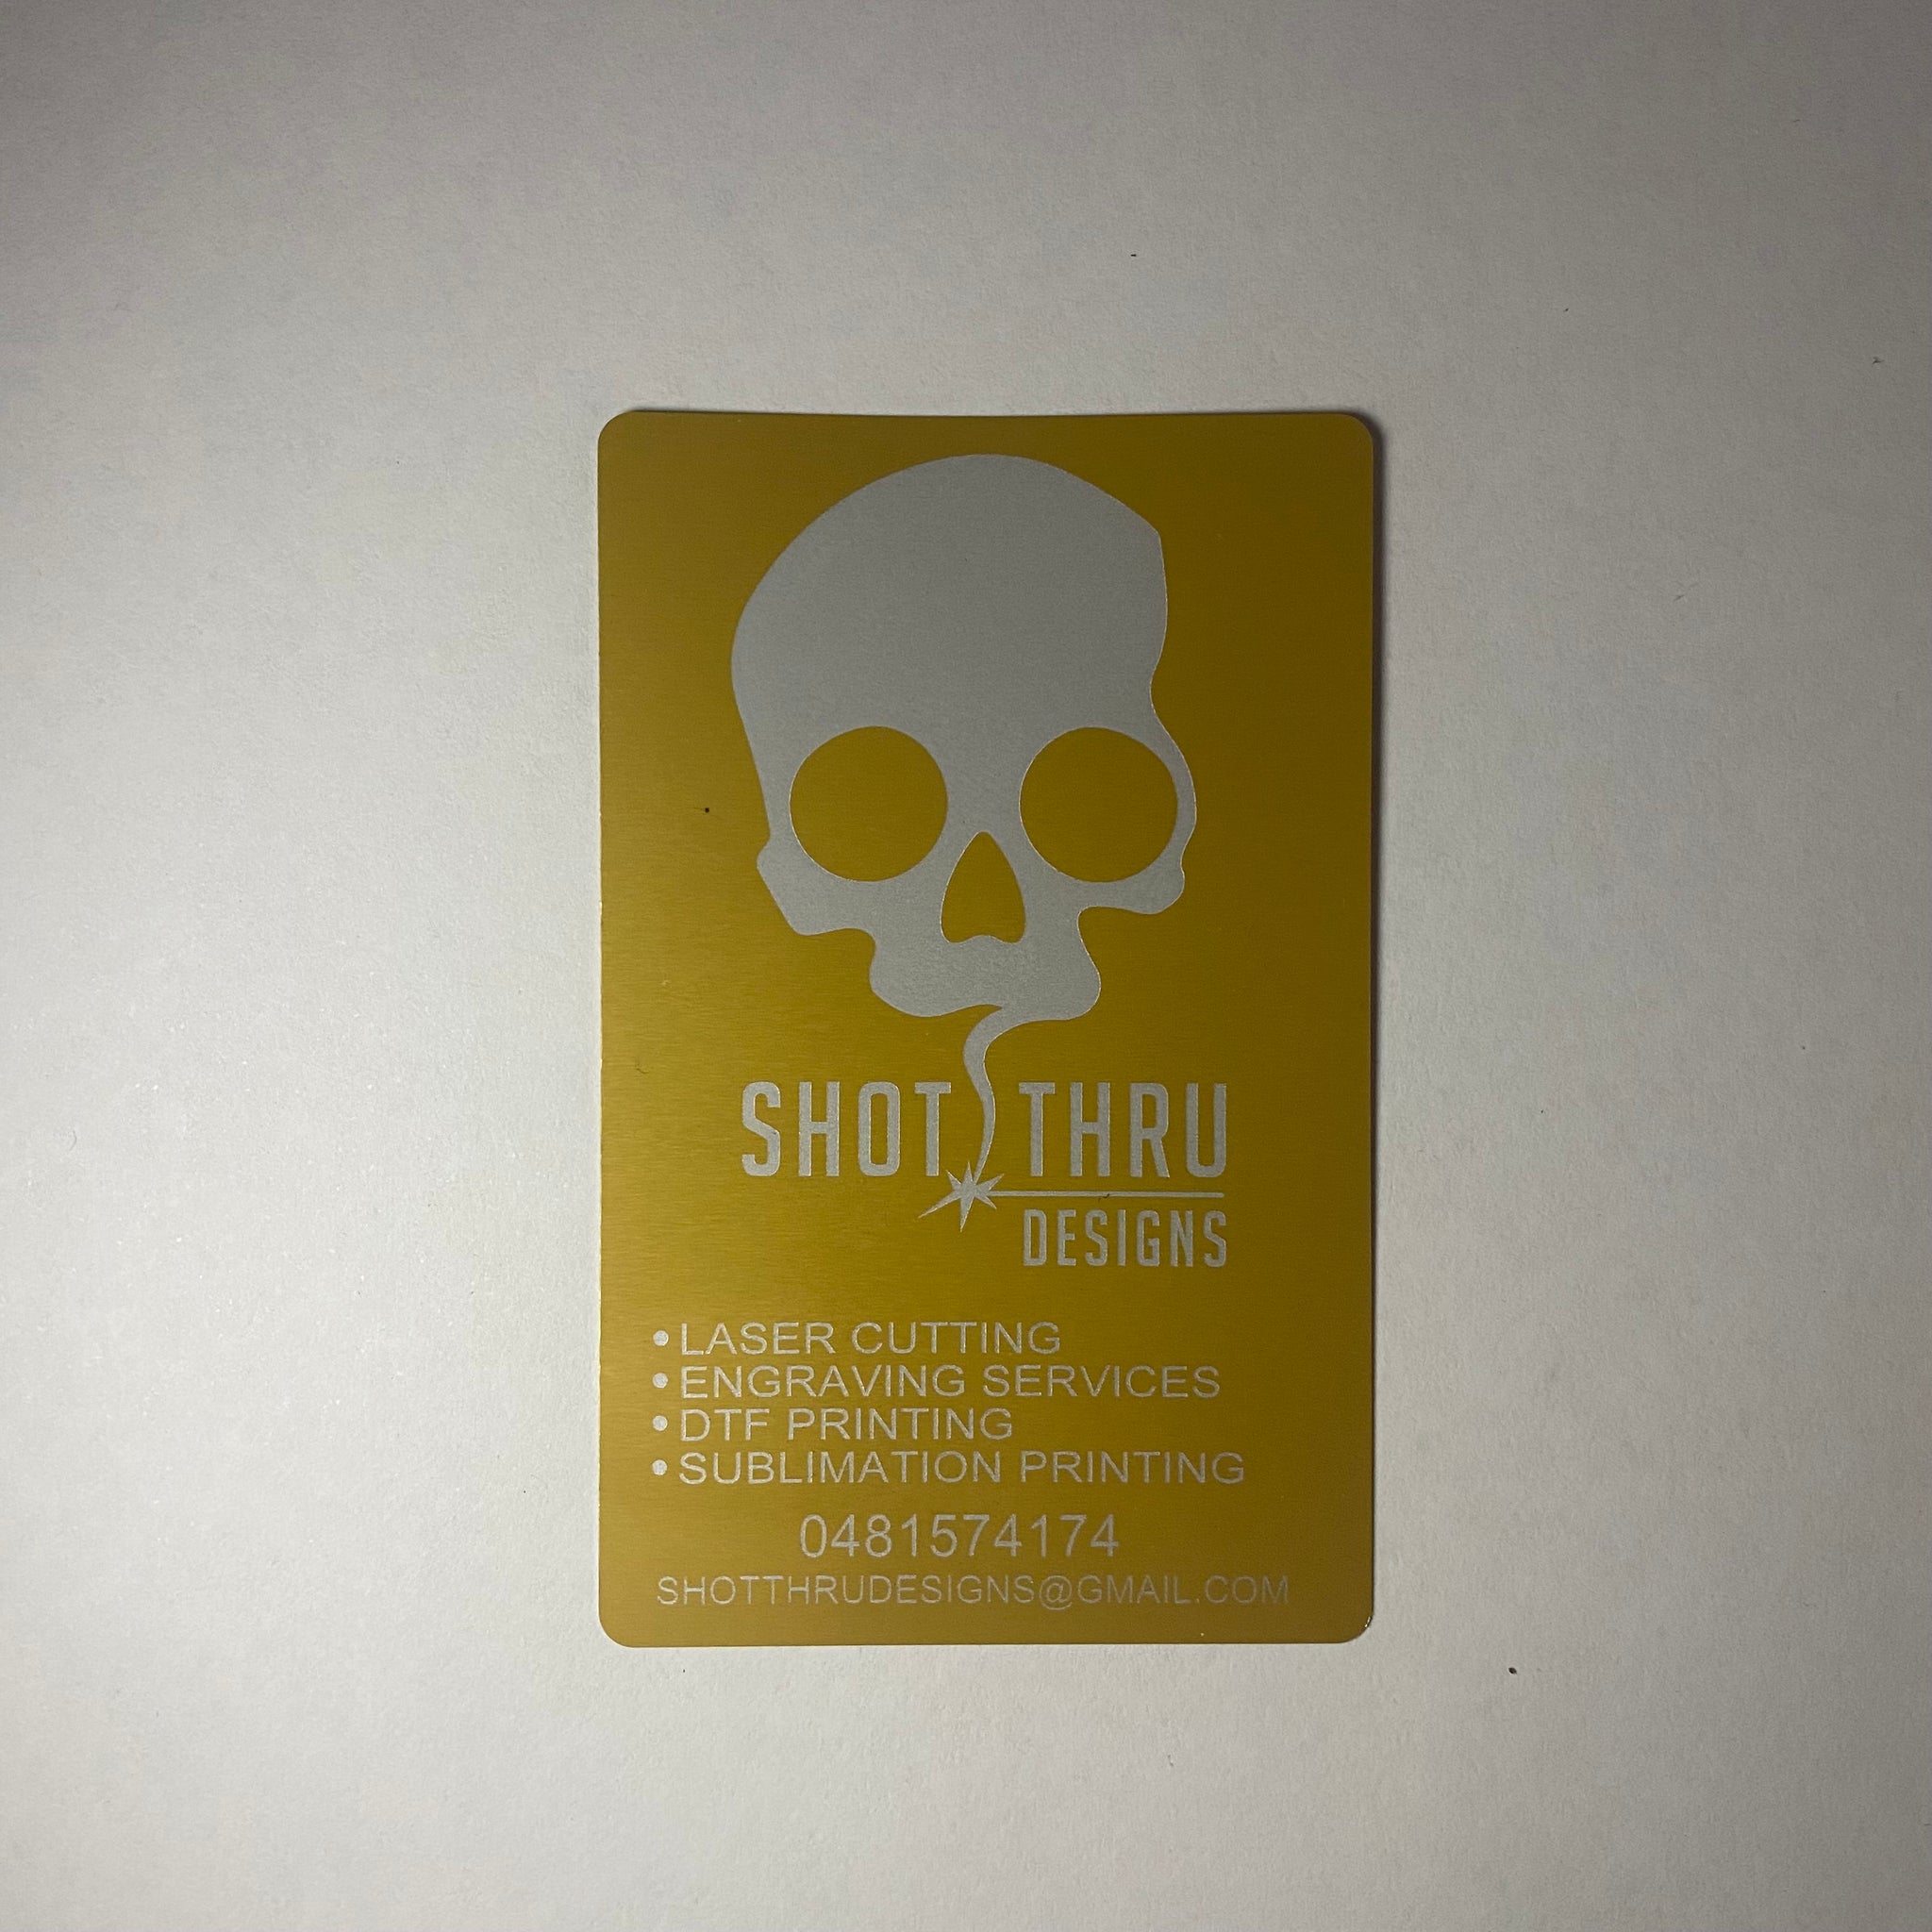 SHOT THRU
DESIGNS
• LASER CUTTING
• ENGRAVING SERVICES
• DTF PRINTING
• SUBLIMATION PRINTING
0481574174
SHOTTHRUDESIGNS@GMAIL.COM